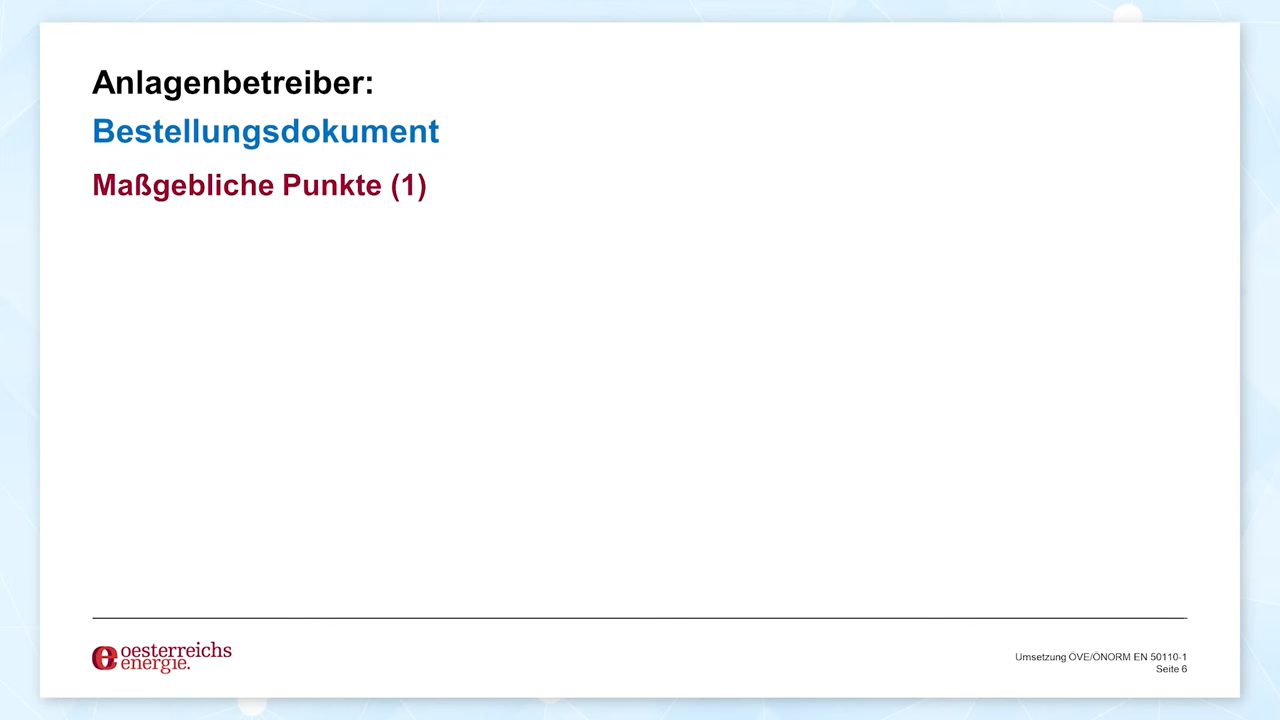 Anlagenbetreiber:
Bestellungsdokument
Maßgebliche Punkte (1)
oesterreichs
energie.
Umsetzung ÖVE/ÖNORM EN 50110-1
Seite 6